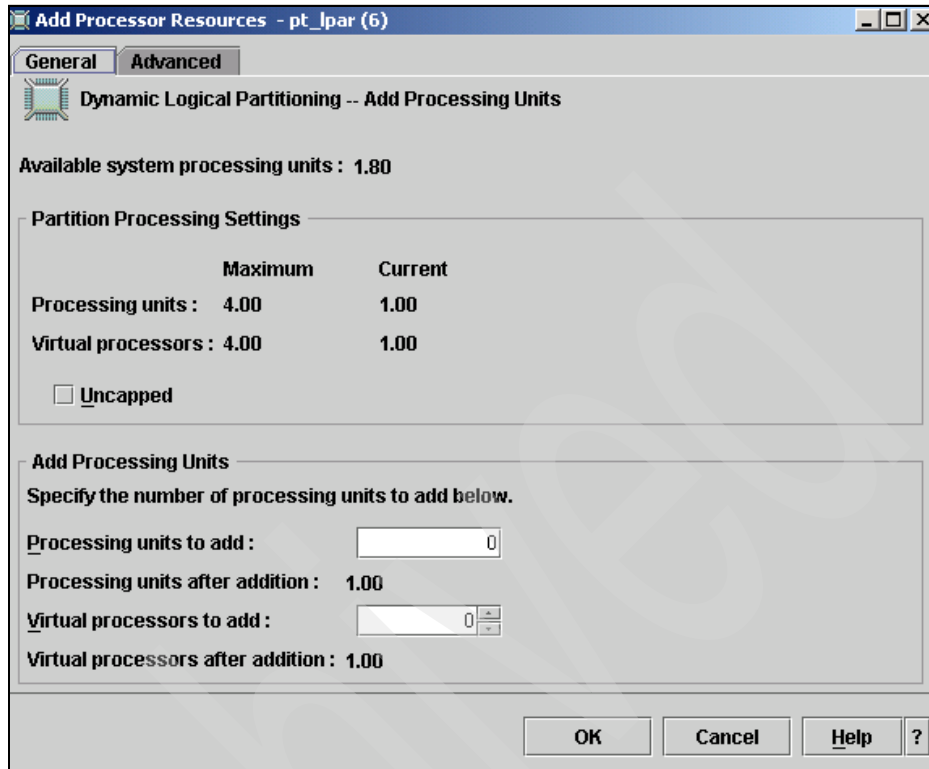 Add Processor Resources - pt_lpar (6)
General Advanced
Dynamic Logical Partitioning -- Add Processing Units
Available system processing units : 1.80
Partition Processing Settings
Maximum Current
Processing units : 4.00 1.00
Virtual processors : 4.00 1.00
Uncapped
Add Processing Units
Specify the number of processing units to add below.
Processing units to add : 0
Processing units after addition : 1.00
Virtual processors to add : 0
Virtual processors after addition : 1.00
OK Cancel Help ?